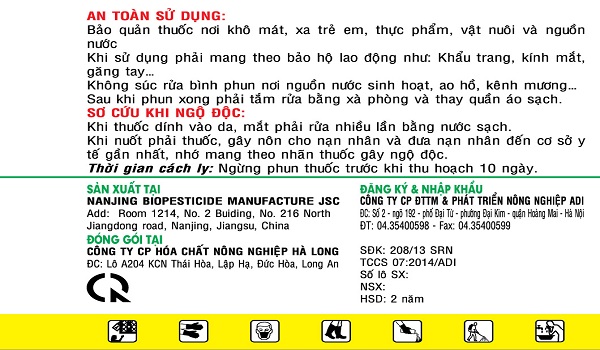 AN TOÀN SỬ DỤNG:
Bảo quản thuốc nơi khô mát, xa trẻ em, thực phẩm, vật nuôi và nguồn
nước
Khi sử dụng phải mang theo bảo hộ lao động như: Khẩu trang, kính mắt,
găng tay...
Không súc rửa bình phun nơi nguồn nước sinh hoạt, ao hồ, kênh mương...
Sau khi phun xong phải tắm rửa bằng xà phòng và thay quần áo sạch.
SƠ CỨU KHI NGỘ ĐỘC:
Khi thuốc dính vào da, mắt phải rửa nhiều lần bằng nước sạch.
Khi nuốt phải thuốc, gây nôn cho nạn nhân và đưa nạn nhân đến cơ sở y
tế gần nhất, nhớ mang theo nhãn thuốc gây ngộ độc.
Thời gian cách ly: Ngừng phun thuốc trước khi thu hoạch 10 ngày.
SẢN XUẤT TẠI
NANJING BIOPESTICIDE MANUFACTURE JSC
Add: Room 1214, No. 2 Buiding, No. 216 North
Jiangdong road, Nanjing, Jiangsu, China
ĐÓNG GÓI TẠI
CÔNG TY CP HÓA CHẤT NÔNG NGHIỆP HÀ LONG
ĐC: Lô A204 KCN Thái Hòa, Lập Hạ, Đức Hòa, Long An
ĐĂNG KÝ & NHẬP KHẨU
CÔNG TY CP ĐTTM & PHÁT TRIỂN NÔNG NGHIỆP ADI
ĐC: Số 2 - ngõ 192 - phố Đại Từ - phường Đại Kim - quận Hoàng Mai - Hà Nội
ĐT: 04.35400598 - Fax: 04.35400599
SĐK: 208/13 SRN
TCCS 07:2014/ADI
Số lô SX:
NSX:
HSD: 2 năm